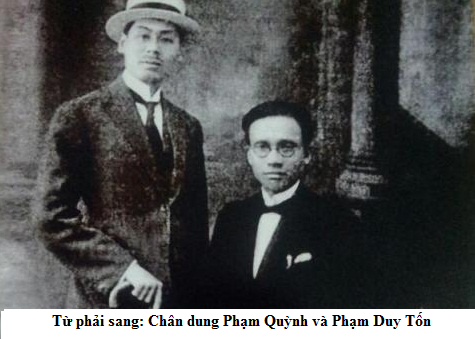 Từ phải sang: Chân dung Phạm Quỳnh và Phạm Duy Tốn